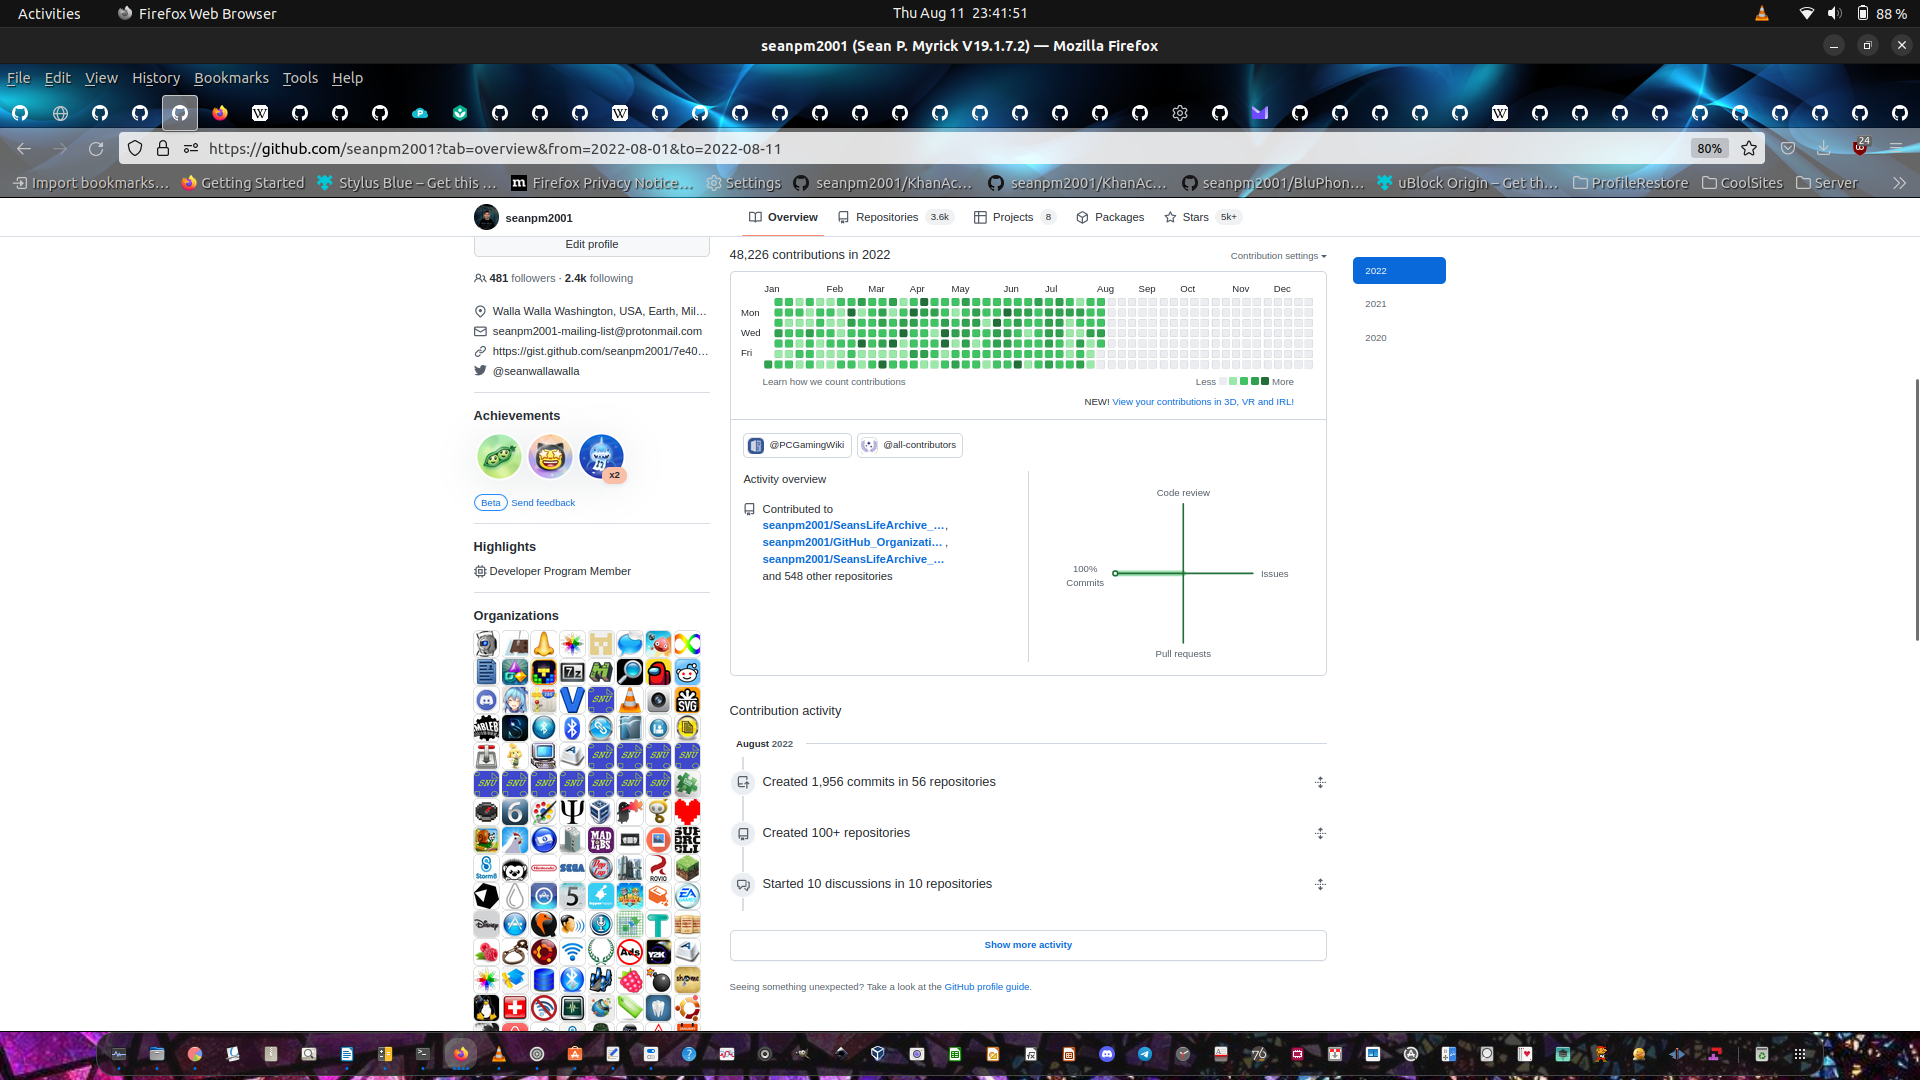 Activities
Firefox Web Browser
Thu Aug 11 23:41:51
88 %
seanpm2001 (Sean P. Myrick V19.1.7.2) — Mozilla Firefox
File Edit View History Bookmarks Tools Help
https://github.com/seanpm2001?tab=overview&from=2022-08-01&to=2022-08-11
80%
24
Import bookmarks…
Getting Started
Stylus Blue – Get this …
Firefox Privacy Notice…
Settings
seanpm2001/KhanAc…
seanpm2001/KhanAc…
seanpm2001/BluPhon…
uBlock Origin – Get th…
ProfileRestore
CoolSites
Server
seanpm2001
Overview
Repositories 3.6k
Projects 8
Packages
Stars 5k+
Edit profile
481 followers · 2.4k following
Walla Walla Washington, USA, Earth, Mil…
seanpm2001-mailing-list@protonmail.com
https://gist.github.com/seanpm2001/7e40…
@seanwallawalla
Achievements
x2
Beta Send feedback
Highlights
Developer Program Member
Organizations
48,226 contributions in 2022
Contribution settings
2022
2021
2020
Jan Feb Mar Apr May Jun Jul Aug Sep Oct Nov Dec
Mon
Wed
Fri
Learn how we count contributions
Less More
NEW! View your contributions in 3D, VR and IRL!
@PCGamingWiki
@all-contributors
Activity overview
Contributed to
seanpm2001/SeansLifeArchive_…,
seanpm2001/GitHub_Organizati… ,
seanpm2001/SeansLifeArchive_…
and 548 other repositories
Code review
100%
Commits
Issues
Pull requests
Contribution activity
August 2022
Created 1,956 commits in 56 repositories
Created 100+ repositories
Started 10 discussions in 10 repositories
Show more activity
Seeing something unexpected? Take a look at the GitHub profile guide.